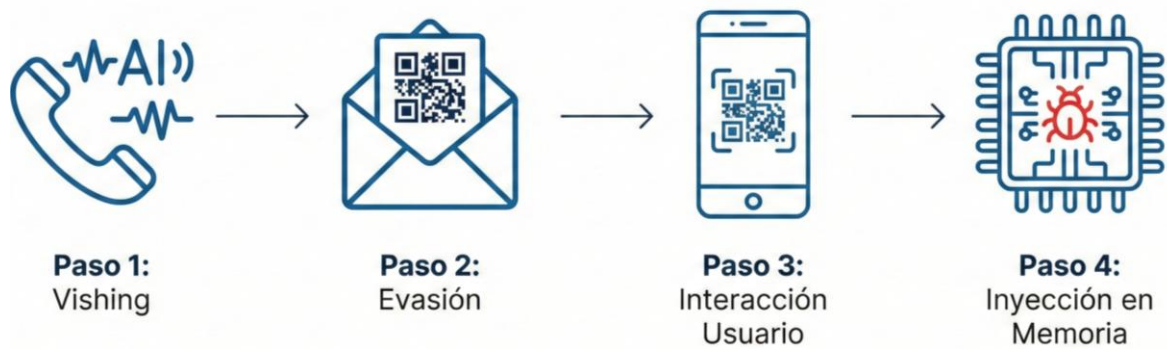 AI
Paso 1:
Vishing
Paso 2:
Evasión
Paso 3:
Interacción
Usuario
Paso 4:
Inyección en
Memoria